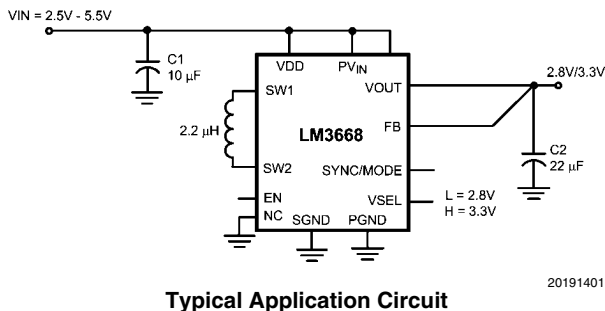 VIN = 2.5V - 5.5V
C1
10 µF
VDD
PVIN
2.8V/3.3V
SW1
VOUT
2.2 µH
LM3668
FB
SW2
SYNC/MODE
C2
22 µF
EN
VSEL
L = 2.8V
H = 3.3V
NC
SGND
PGND
20191401
Typical Application Circuit